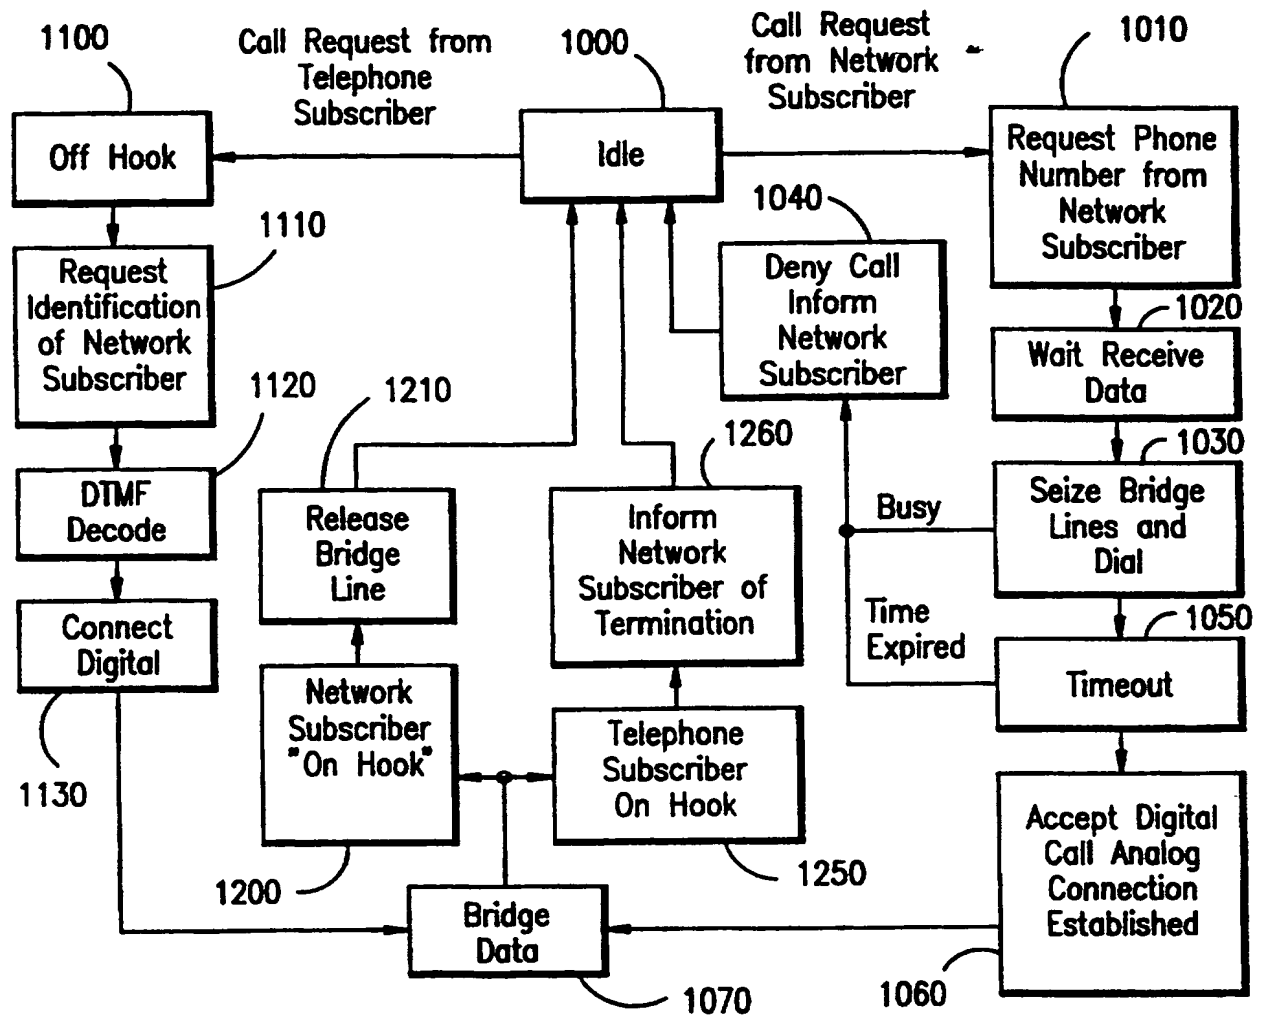 1100
Call Request from
Telephone
Subscriber
1000
Call Request
from Network
Subscriber
1010
Off Hook
Idle
Request Phone
Number from
Network
Subscriber
1110
Request
Identification
of Network
Subscriber
1040
Deny Call
Inform
Network
Subscriber
1020
Wait Receive
Data
1120
DTMF
Decode
1210
Release
Bridge
Line
1260
Inform
Network
Subscriber of
Termination
Busy
1030
Seize Bridge
Lines and
Dial
Connect
Digital
1130
Time
Expired
1050
Timeout
Network
Subscriber
"On Hook"
1200
Telephone
Subscriber
On Hook
1250
Accept Digital
Call Analog
Connection
Established
1060
Bridge
Data
1070